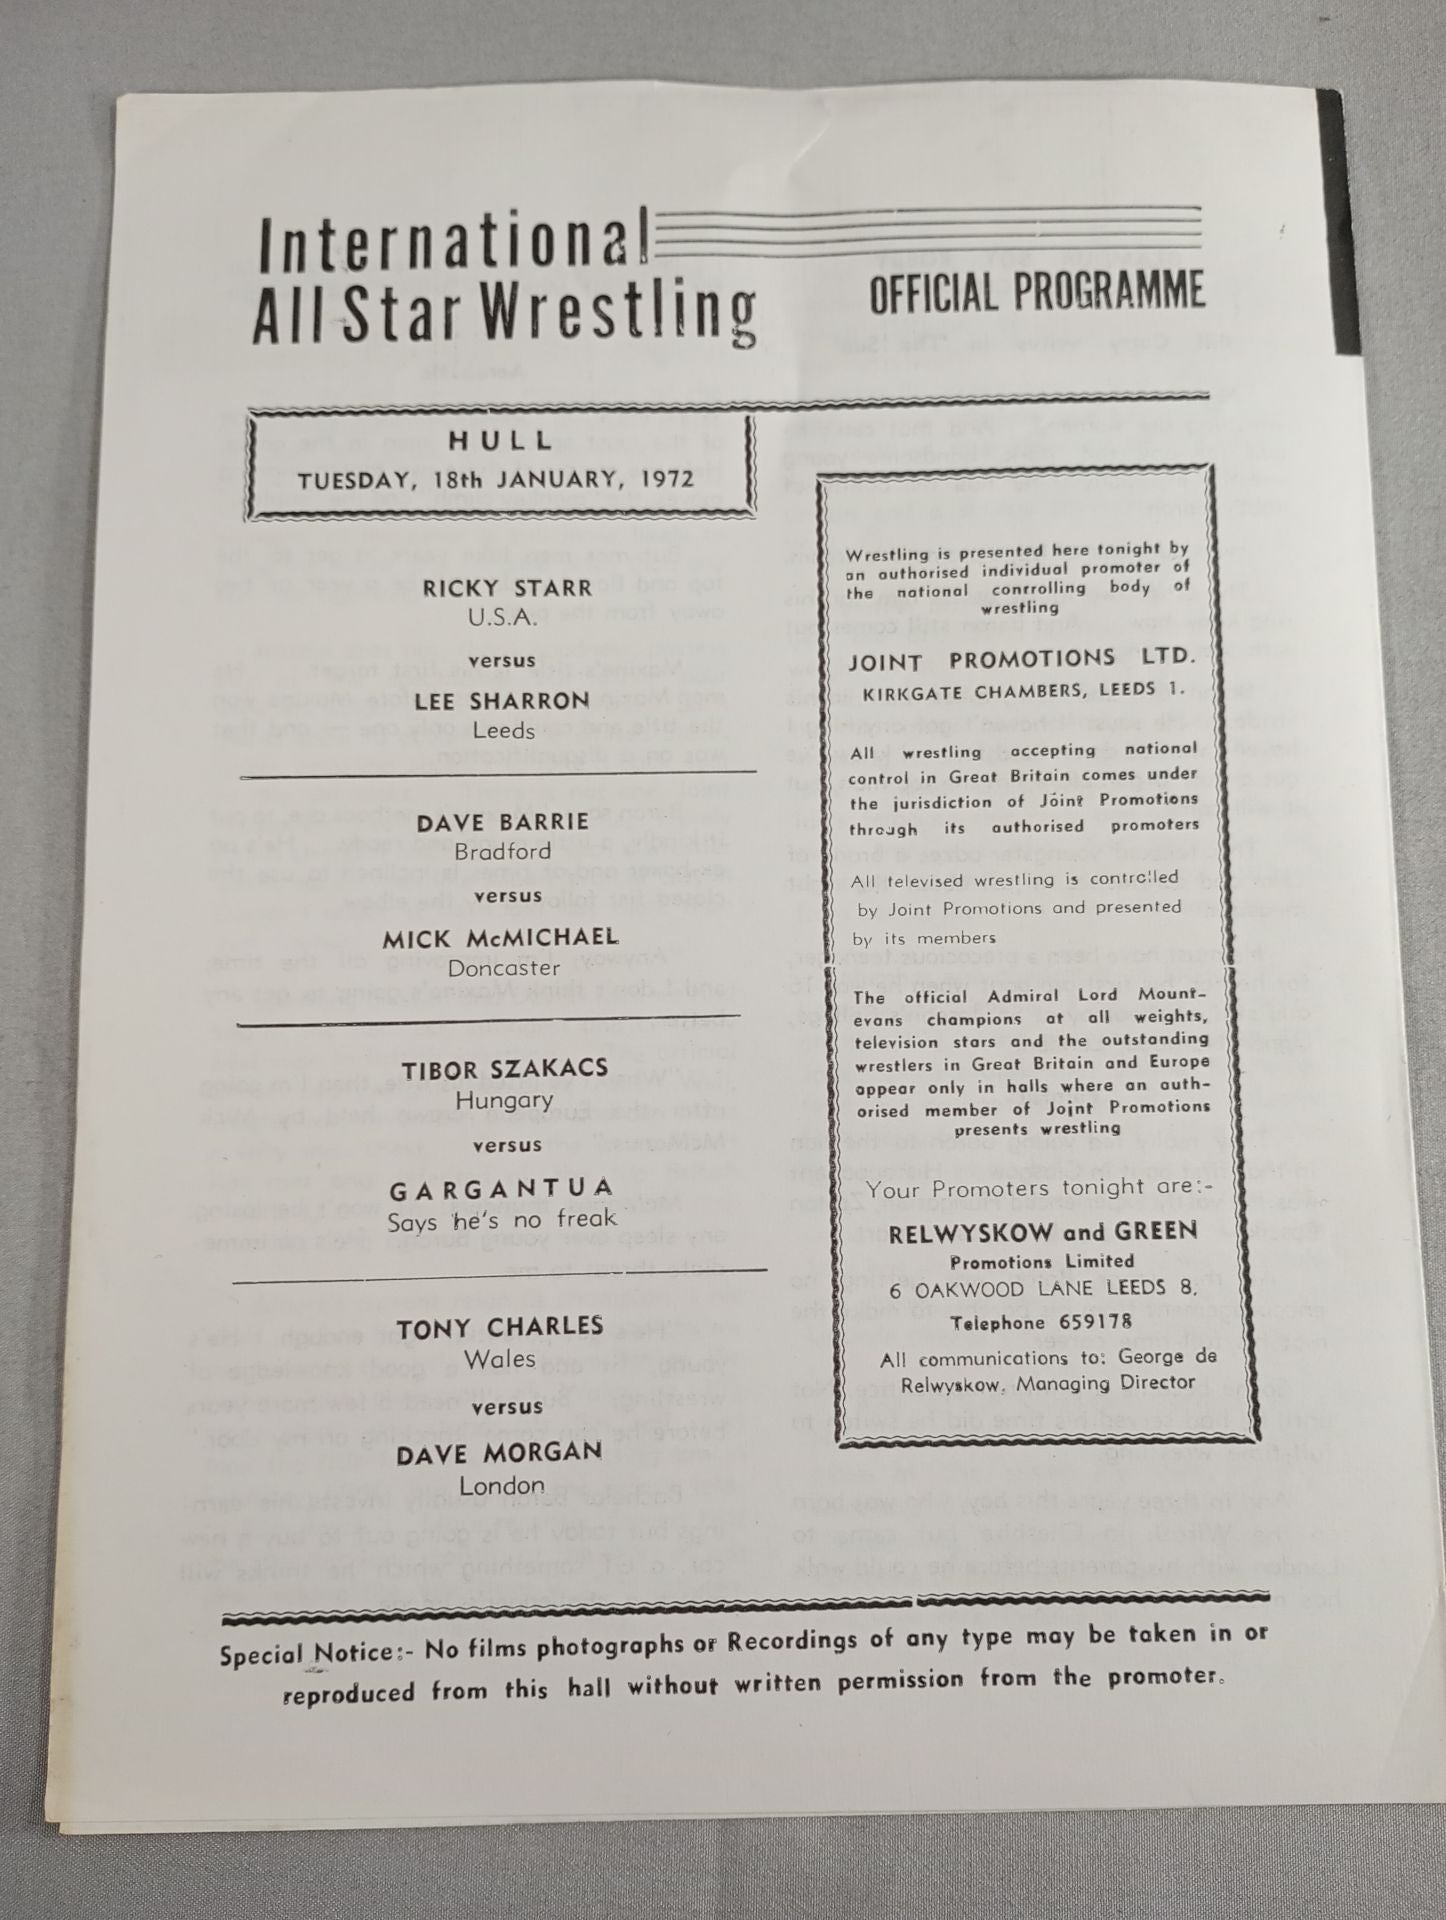 International
All Star Wrestling
OFFICIAL PROGRAMME
HULL
TUESDAY, 18th JANUARY, 1972
RICKY STARR
U.S.A.
versus
LEE SHARRON
Leeds
DAVE BARRIE
Bradford
versus
MICK McMICHAEL
Doncaster
TIBOR SZAKACS
Hungary
versus
GARGANTUA
Says he's no freak
TONY CHARLES
Wales
versus
DAVE MORGAN
London
Wrestling is presented here tonight by
an authorised individual promoter of
the national controlling body of
wrestling
JOINT PROMOTIONS LTD.
KIRKGATE CHAMBERS, LEEDS 1.
All wrestling accepting national
control in Great Britain comes under
the jurisdiction of Joint Promotions
through its authorised promoters
All televised wrestling is controlled
by Joint Promotions and presented
by its members
The official Admiral Lord Mount-
evans champions at all weights,
television stars and the outstanding
wrestlers in Great Britain and Europe
appear only in halls where an auth-
orised member of Joint Promotions
presents wrestling
Your Promoters tonight are:-
RELWYSKOW and GREEN
Promotions Limited
6 OAKWOOD LANE LEEDS 8,
Telephone 659178
All communications to: George de
Relwyskow, Managing Director
Special Notice:- No films photographs or Recordings of any type may be taken in or
reproduced from this hall without written permission from the promoter.